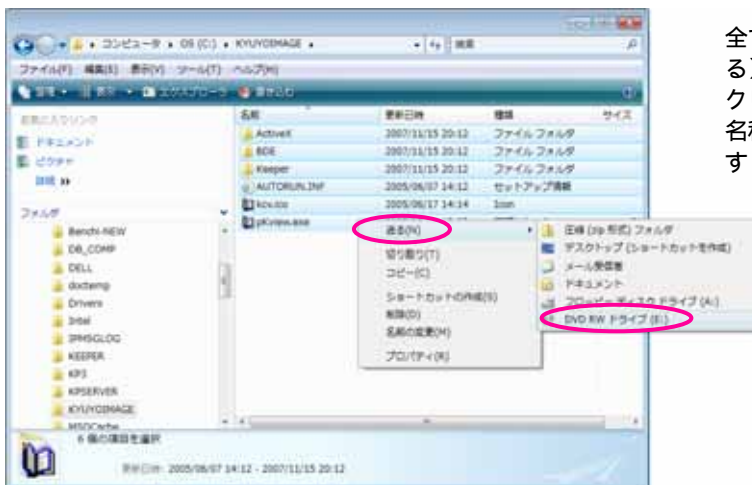 コンピュータ ▸ OS (C:) ▸ KYUYOIMAGE ▸
検索
ファイル(F) 編集(E) 表示(V) ツール(T) ヘルプ(H)
整理 表示 エクスプローラ 書き込む
お気に入りリンク
ドキュメント
ピクチャ
詳細 »
フォルダ
Benchi-NEW
DB_COMP
DELL
doctemp
Drivers
Intel
IPMSGLOG
KEEPER
KP3
KPSERVER
KYUYOIMAGE
MSOCache
名前 更新日時 種類 サイズ
ActiveX 2007/11/15 20:12 ファイル フォルダ
BDE 2007/11/15 20:12 ファイル フォルダ
Keeper 2007/11/15 20:12 ファイル フォルダ
AUTORUN.INF 2005/06/07 14:12 セットアップ情報
kov.ico 2005/06/17 14:14 Icon
pKview.exe
送る(N)
切り取り(T)
コピー(C)
ショートカットの作成(S)
削除(D)
名前の変更(M)
プロパティ(R)
圧縮 (zip 形式) フォルダ
デスクトップ (ショートカットを作成)
メール受信者
ドキュメント
フロッピー ディスク ドライブ (A:)
DVD RW ドライブ (E:)
6 個の項目を選択
更新日時: 2005/06/07 14:12 - 2007/11/15 20:12
全
る
ク
名
す